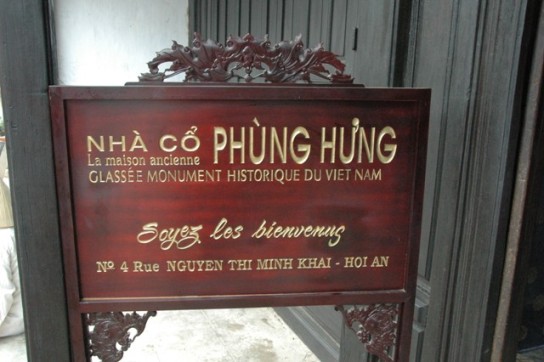 NHÀ CỔ PHÙNG HƯNG
La maison ancienne
GLASSÉE MONUMENT HISTORIQUE DU VIET NAM
Soyez les bienvenus
Nº 4 Rue NGUYEN THI MINH KHAI - HỌI AN